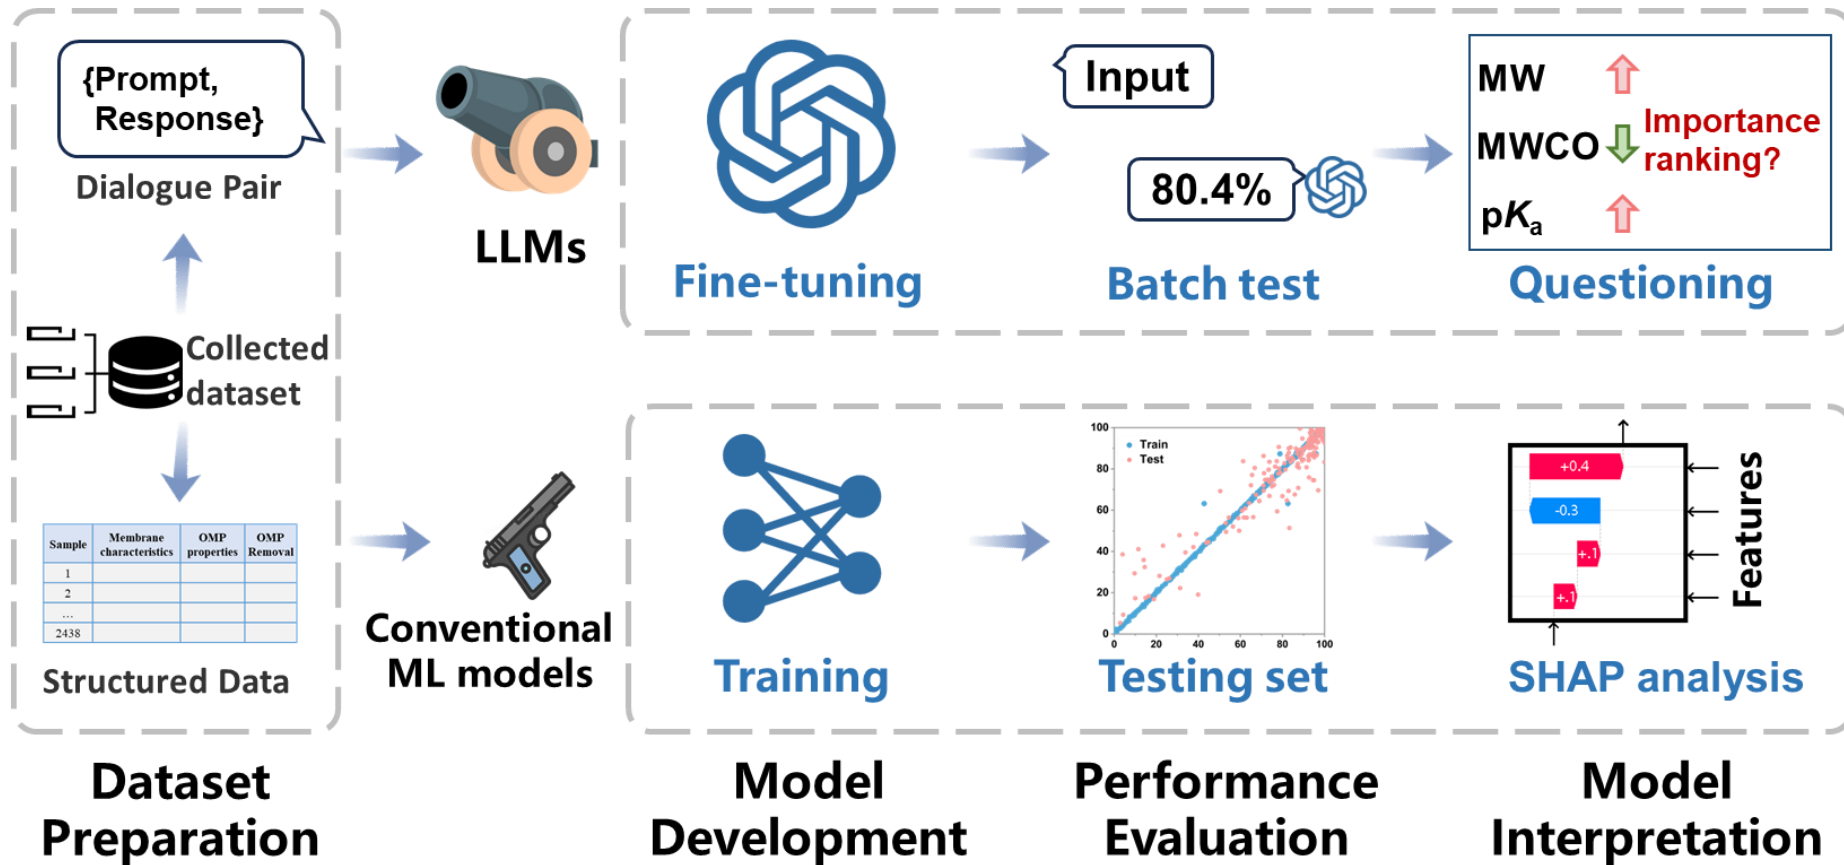 {Prompt,
Response}
Dialogue Pair
Collected
dataset
Sample Membrane characteristics OMP properties OMP Removal
1
2
...
2438
Structured Data
LLMs
Conventional
ML models
Fine-tuning
Input
80.4%
Batch test
MW
MWCO
pKa
Importance
ranking?
Questioning
Training
100
80
60
40
20
0
Train
Test
0 20 40 60 80 100
Testing set
+0.4
-0.3
+.1
+.1
Features
SHAP analysis
Dataset
Preparation
Model
Development
Performance
Evaluation
Model
Interpretation